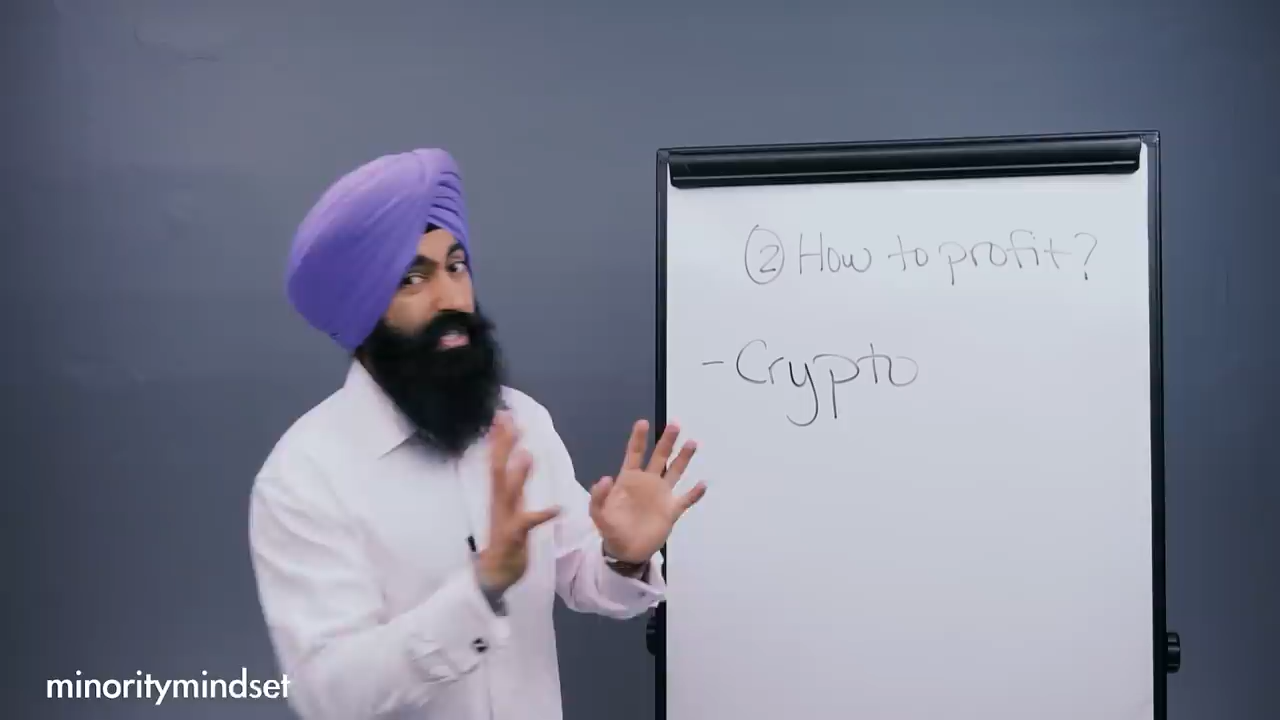 ② How to profit?
- Crypto
minoritymindset